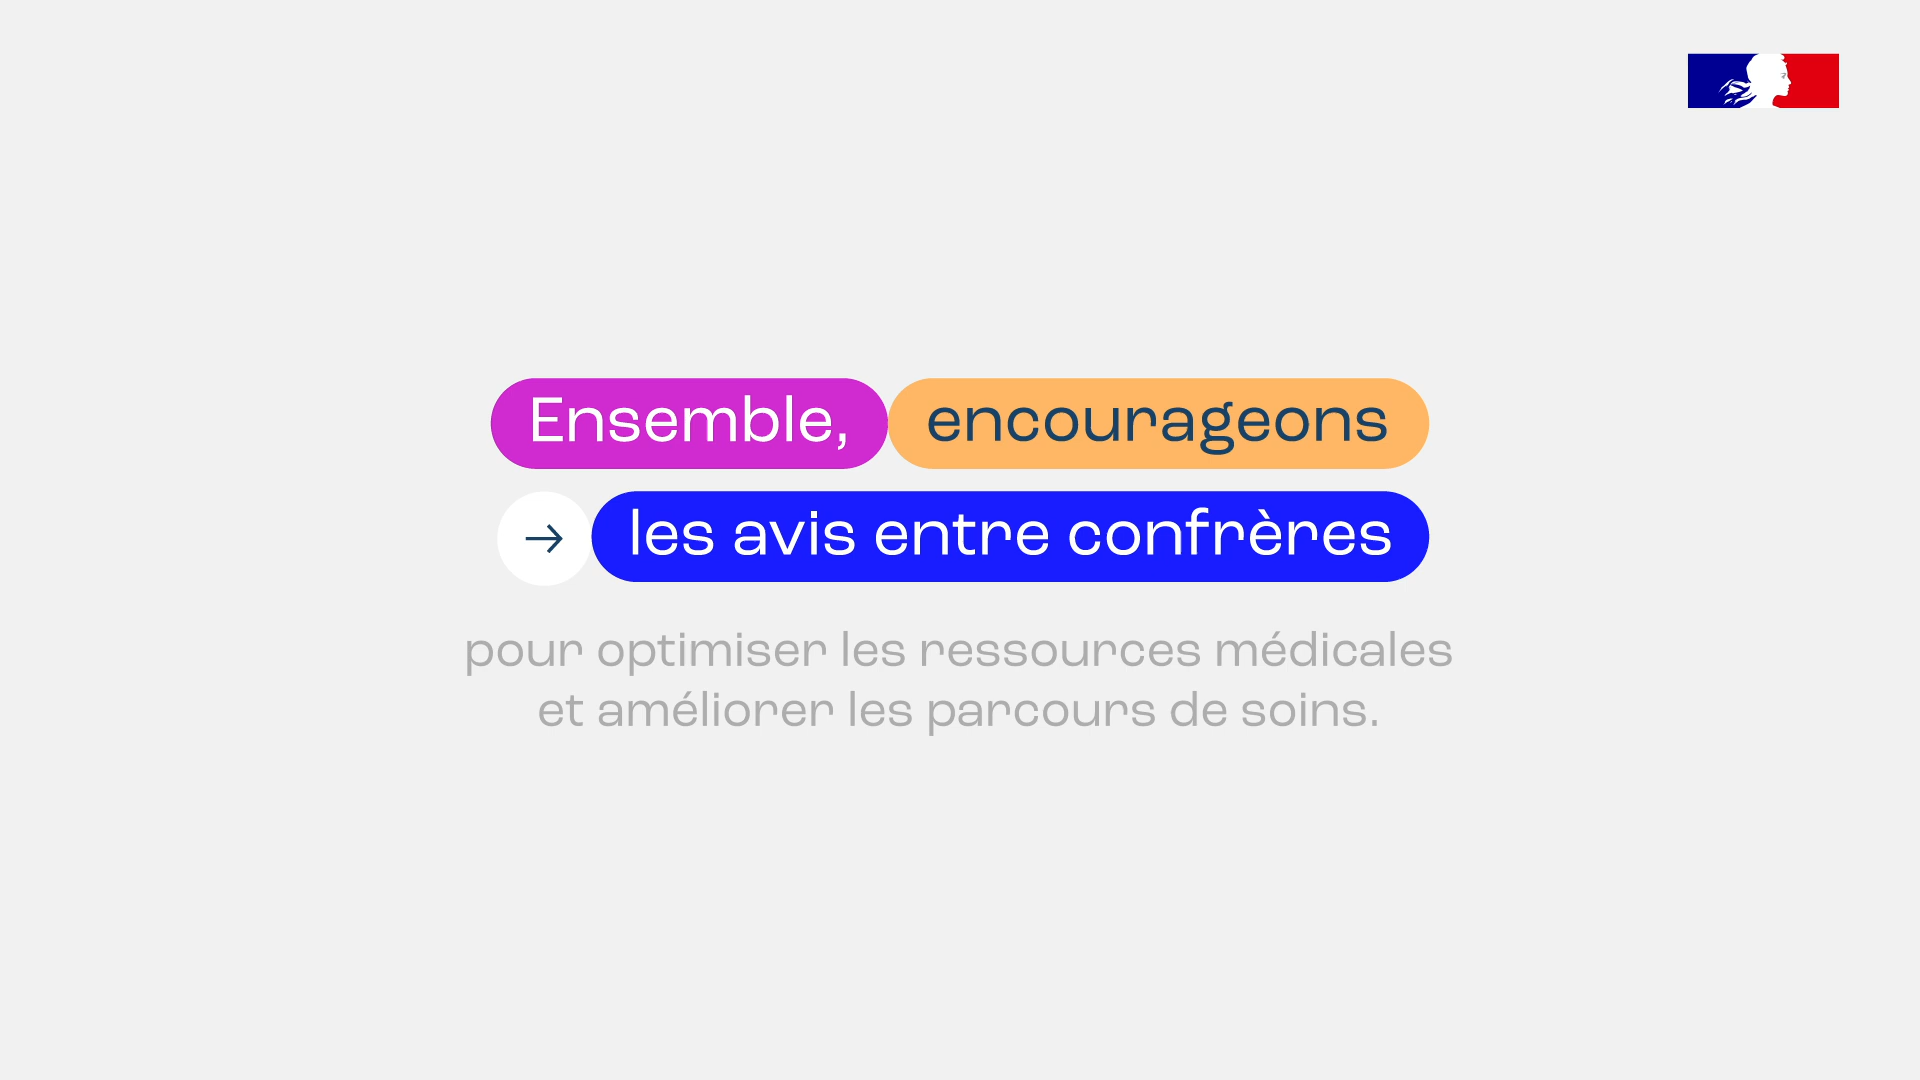 Ensemble, encourageons
→ les avis entre confrères
pour optimiser les ressources médicales
et améliorer les parcours de soins.